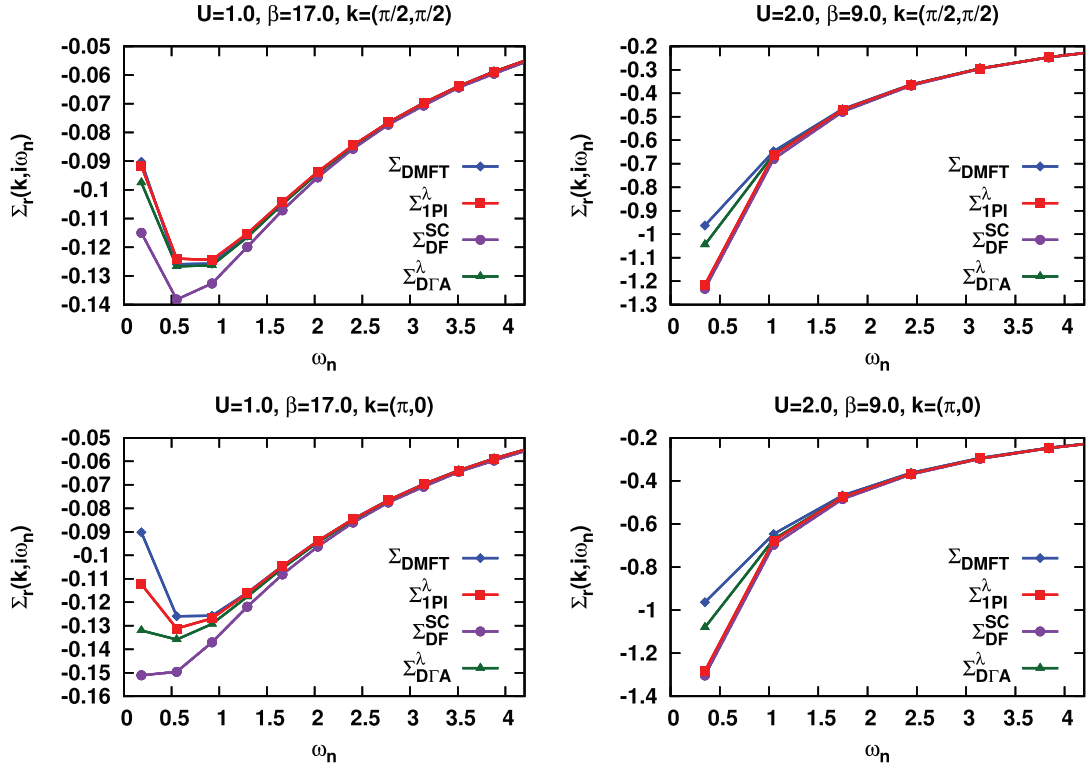 U=1.0, β=17.0, k=(π/2,π/2)
-0.05
-0.06
-0.07
-0.08
-0.09
-0.1
-0.11
-0.12
-0.13
-0.14
Σr(k,iωn)
ΣDMFT
Σλ1PI
ΣSCDF
ΣλDΓA
0 0.5 1 1.5 2 2.5 3 3.5 4
ωn
U=2.0, β=9.0, k=(π/2,π/2)
-0.2
-0.3
-0.4
-0.5
-0.6
-0.7
-0.8
-0.9
-1
-1.1
-1.2
-1.3
Σr(k,iωn)
ΣDMFT
Σλ1PI
ΣSCDF
ΣλDΓA
0 0.5 1 1.5 2 2.5 3 3.5 4
ωn
U=1.0, β=17.0, k=(π,0)
-0.05
-0.06
-0.07
-0.08
-0.09
-0.1
-0.11
-0.12
-0.13
-0.14
-0.15
-0.16
Σr(k,iωn)
ΣDMFT
Σλ1PI
ΣSCDF
ΣλDΓA
0 0.5 1 1.5 2 2.5 3 3.5 4
ωn
U=2.0, β=9.0, k=(π,0)
-0.2
-0.4
-0.6
-0.8
-1
-1.2
-1.4
Σr(k,iωn)
ΣDMFT
Σλ1PI
ΣSCDF
ΣλDΓA
0 0.5 1 1.5 2 2.5 3 3.5 4
ωn